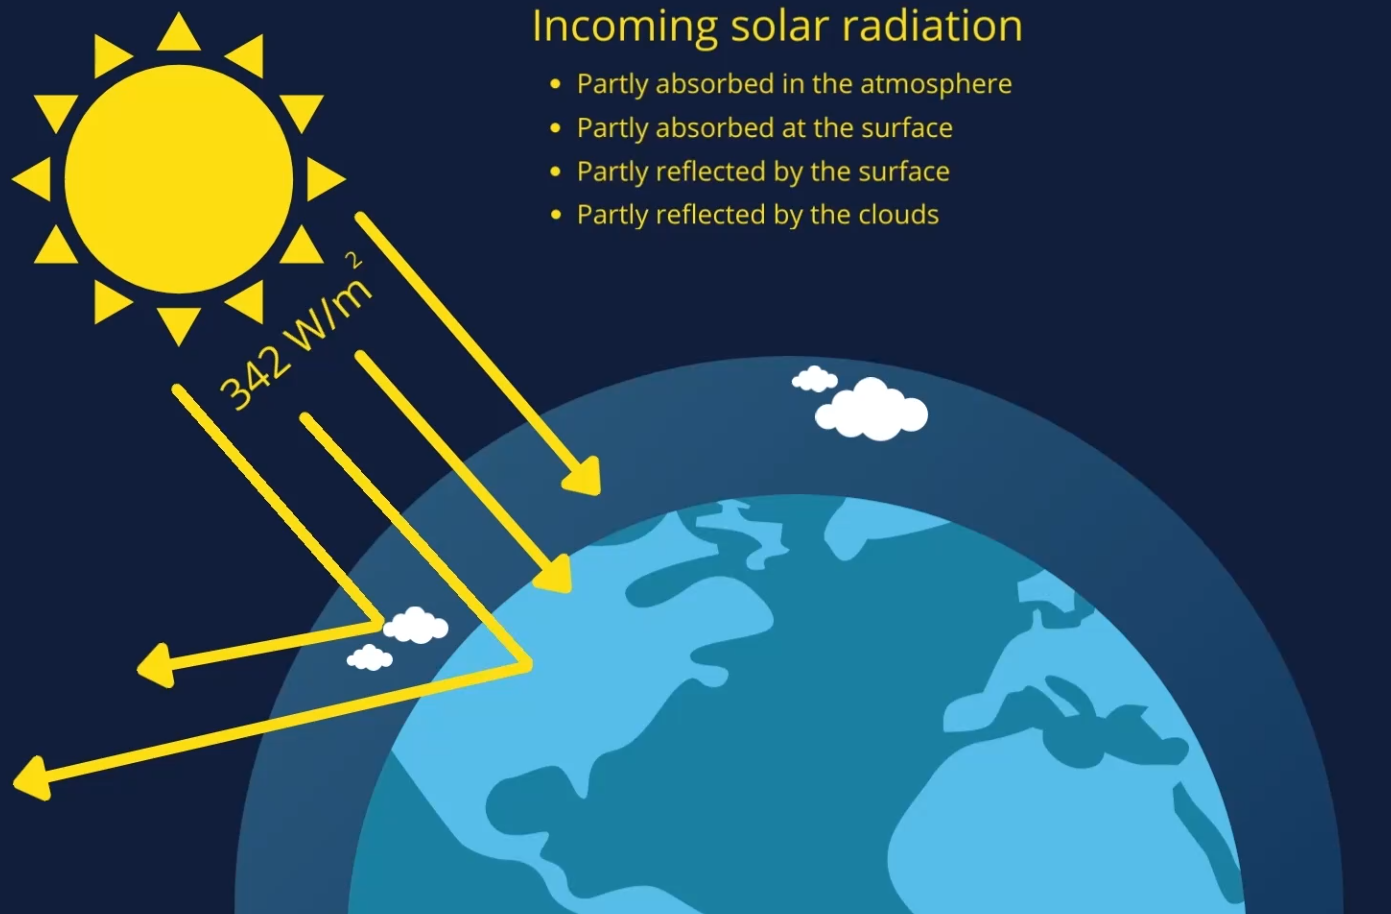 Incoming solar radiation
• Partly absorbed in the atmosphere
• Partly absorbed at the surface
• Partly reflected by the surface
• Partly reflected by the clouds
342 W/m²